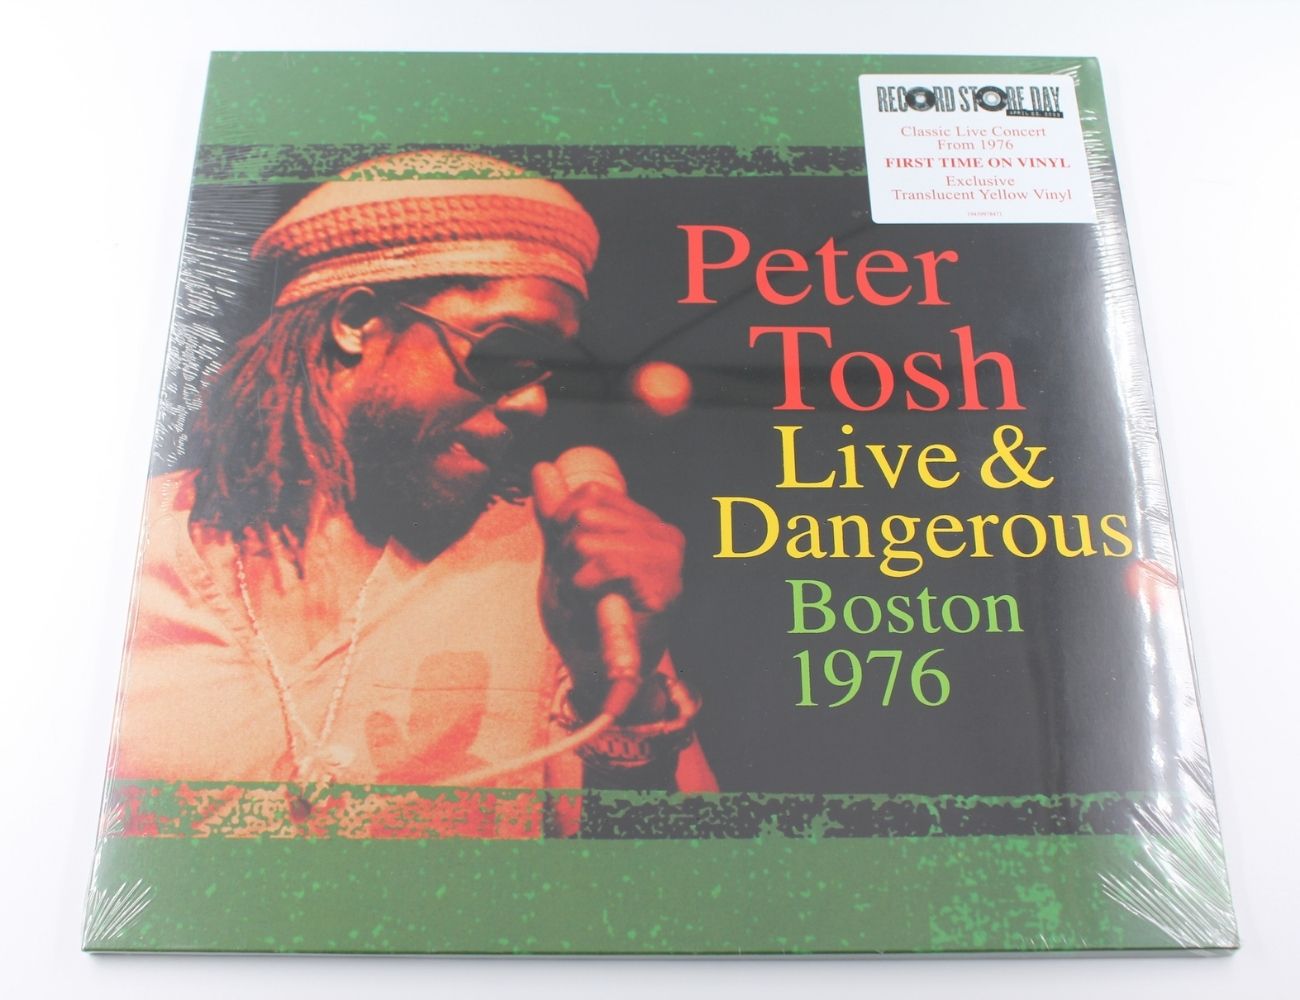 RECORD STORE DAY
Classic Live Concert
From 1976
FIRST TIME ON VINYL
Exclusive
Translucent Yellow Vinyl
Peter
Tosh
Live &
Dangerous
Boston
1976